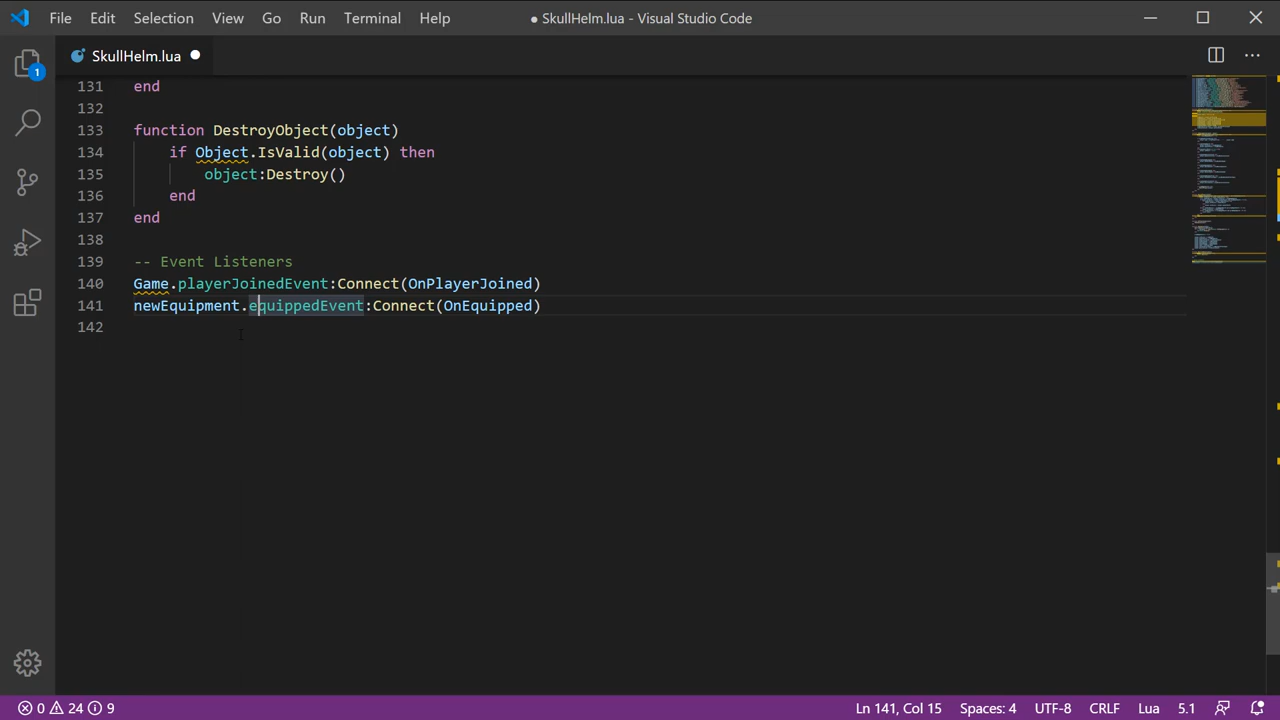 File Edit Selection View Go Run Terminal Help ● SkullHelm.lua - Visual Studio Code
SkullHelm.lua
1
131 end
132
133 function DestroyObject(object)
134 if Object.IsValid(object) then
135 object:Destroy()
136 end
137 end
138
139 -- Event Listeners
140 Game.playerJoinedEvent:Connect(OnPlayerJoined)
141 newEquipment.equippedEvent:Connect(OnEquipped)
142
0 24 9 Ln 141, Col 15 Spaces: 4 UTF-8 CRLF Lua 5.1